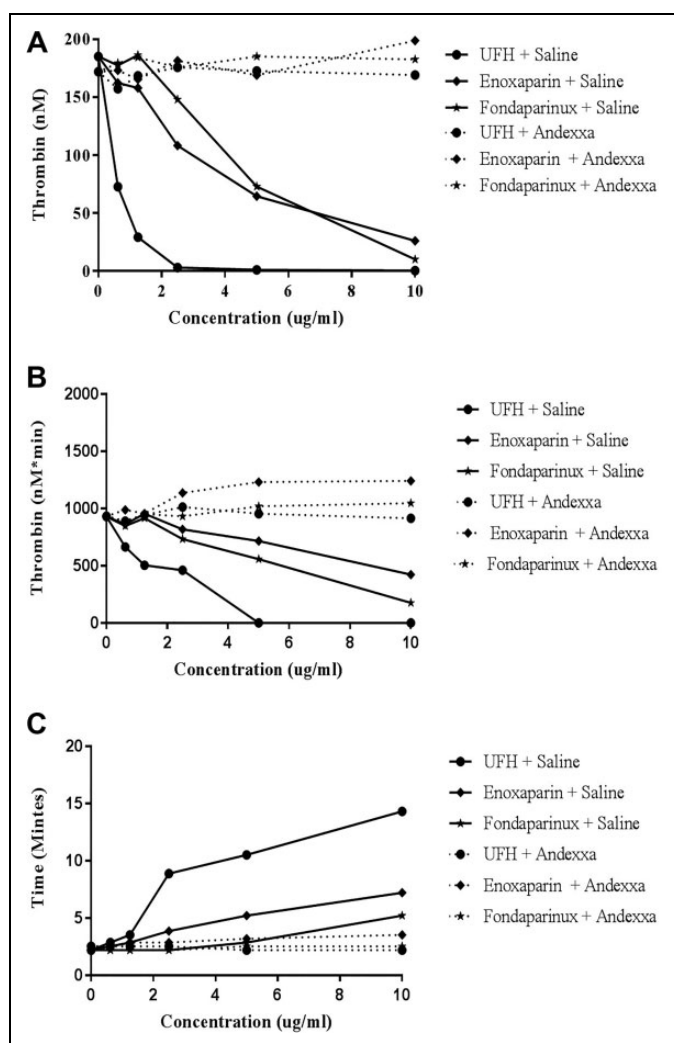 A
200
150
100
50
0
Thrombin (nM)
0 2 4 6 8 10
Concentration (ug/ml)
UFH + Saline
Enoxaparin + Saline
Fondaparinux + Saline
UFH + Andexxa
Enoxaparin + Andexxa
Fondaparinux + Andexxa
B
2000
1500
1000
500
0
Thrombin (nM*min)
0 2 4 6 8 10
Concentration (ug/ml)
UFH + Saline
Enoxaparin + Saline
Fondaparinux + Saline
UFH + Andexxa
Enoxaparin + Andexxa
Fondaparinux + Andexxa
C
20
15
10
5
0
Time (Mintes)
0 2 4 6 8 10
Concentration (ug/ml)
UFH + Saline
Enoxaparin + Saline
Fondaparinux + Saline
UFH + Andexxa
Enoxaparin + Andexxa
Fondaparinux + Andexxa